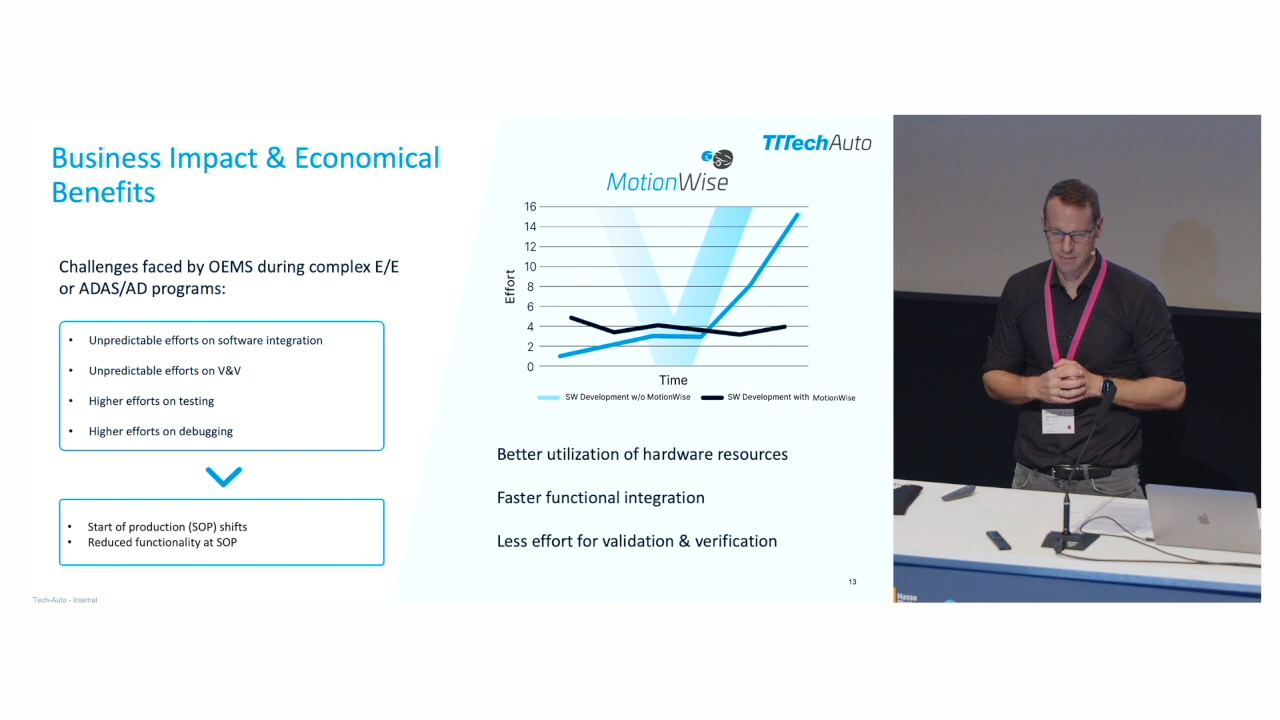 Business Impact & Economical
Benefits
Challenges faced by OEMS during complex E/E
or ADAS/AD programs:
• Unpredictable efforts on software integration
• Unpredictable efforts on V&V
• Higher efforts on testing
• Higher efforts on debugging
• Start of production (SOP) shifts
• Reduced functionality at SOP
Tech-Auto - Internal
TTTechAuto
MotionWise
16
14
12
10
8
6
4
2
0
Effort
Time
SW Development w/o MotionWise
SW Development with MotionWise
Better utilization of hardware resources
Faster functional integration
Less effort for validation & verification
13
Hasso